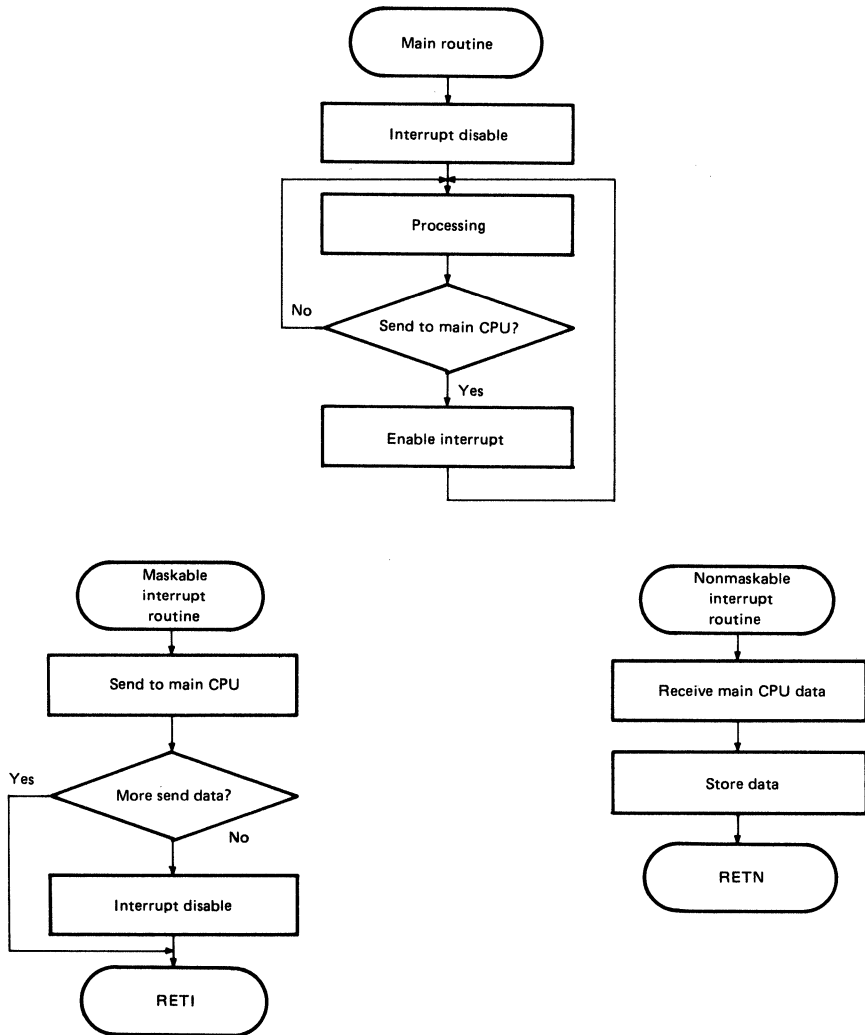 Main routine
Interrupt disable
Processing
No
Send to main CPU?
Yes
Enable interrupt
Maskable
interrupt
routine
Send to main CPU
Yes
More send data?
No
Interrupt disable
RETI
Nonmaskable
interrupt
routine
Receive main CPU data
Store data
RETN